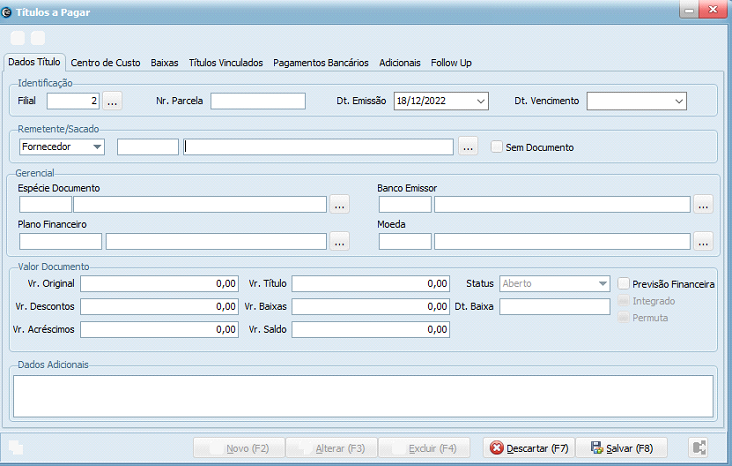 Títulos a Pagar
Dados Título Centro de Custo Baixas Títulos Vinculados Pagamentos Bancários Adicionais Follow Up
Identificação
Filial 2 ... Nr. Parcela Dt. Emissão 18/12/2022 Dt. Vencimento
Remetente/Sacado
Fornecedor ... Sem Documento
Gerencial
Espécie Documento Banco Emissor
... ...
Plano Financeiro Moeda
... ...
Valor Documento
Vr. Original 0,00 Vr. Título 0,00 Status Aberto Previsão Financeira
Vr. Descontos 0,00 Vr. Baixas 0,00 Dt. Baixa Integrado
Vr. Acréscimos 0,00 Vr. Saldo 0,00 Permuta
Dados Adicionais
Novo (F2) Alterar (F3) Excluir (F4) Descartar (F7) Salvar (F8)